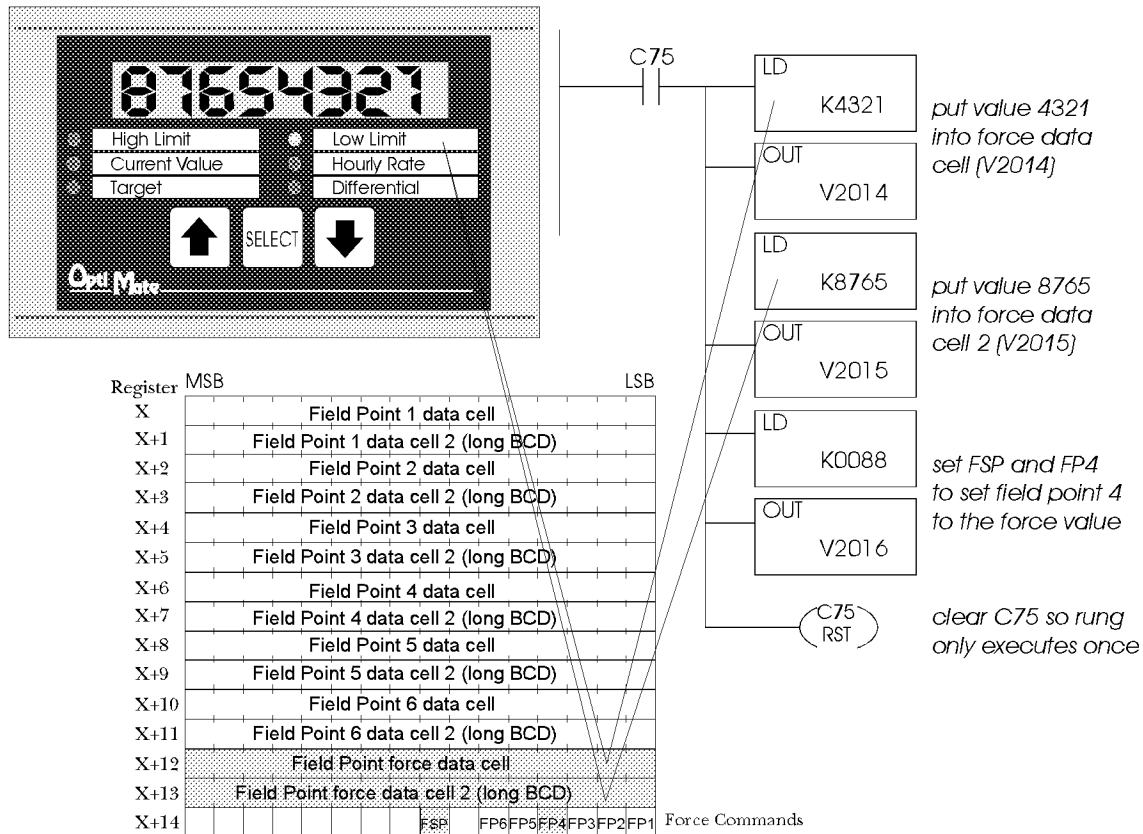 87654321
High Limit
Low Limit
Current Value
Hourly Rate
Target
Differential
SELECT
Opti Mate
C75
LD
K4321
put value 4321
into force data
cell (V2014)
OUT
V2014
LD
K8765
put value 8765
into force data
cell 2 (V2015)
OUT
V2015
LD
K0088
set FSP and FP4
to set field point 4
to the force value
OUT
V2016
C75
RST
clear C75 so rung
only executes once
Register MSB LSB
X Field Point 1 data cell
X+1 Field Point 1 data cell 2 (long BCD)
X+2 Field Point 2 data cell
X+3 Field Point 2 data cell 2 (long BCD)
X+4 Field Point 3 data cell
X+5 Field Point 3 data cell 2 (long BCD)
X+6 Field Point 4 data cell
X+7 Field Point 4 data cell 2 (long BCD)
X+8 Field Point 5 data cell
X+9 Field Point 5 data cell 2 (long BCD)
X+10 Field Point 6 data cell
X+11 Field Point 6 data cell 2 (long BCD)
X+12 Field Point force data cell
X+13 Field Point force data cell 2 (long BCD)
X+14 FSP FP6 FP5 FP4 FP3 FP2 FP1 Force Commands